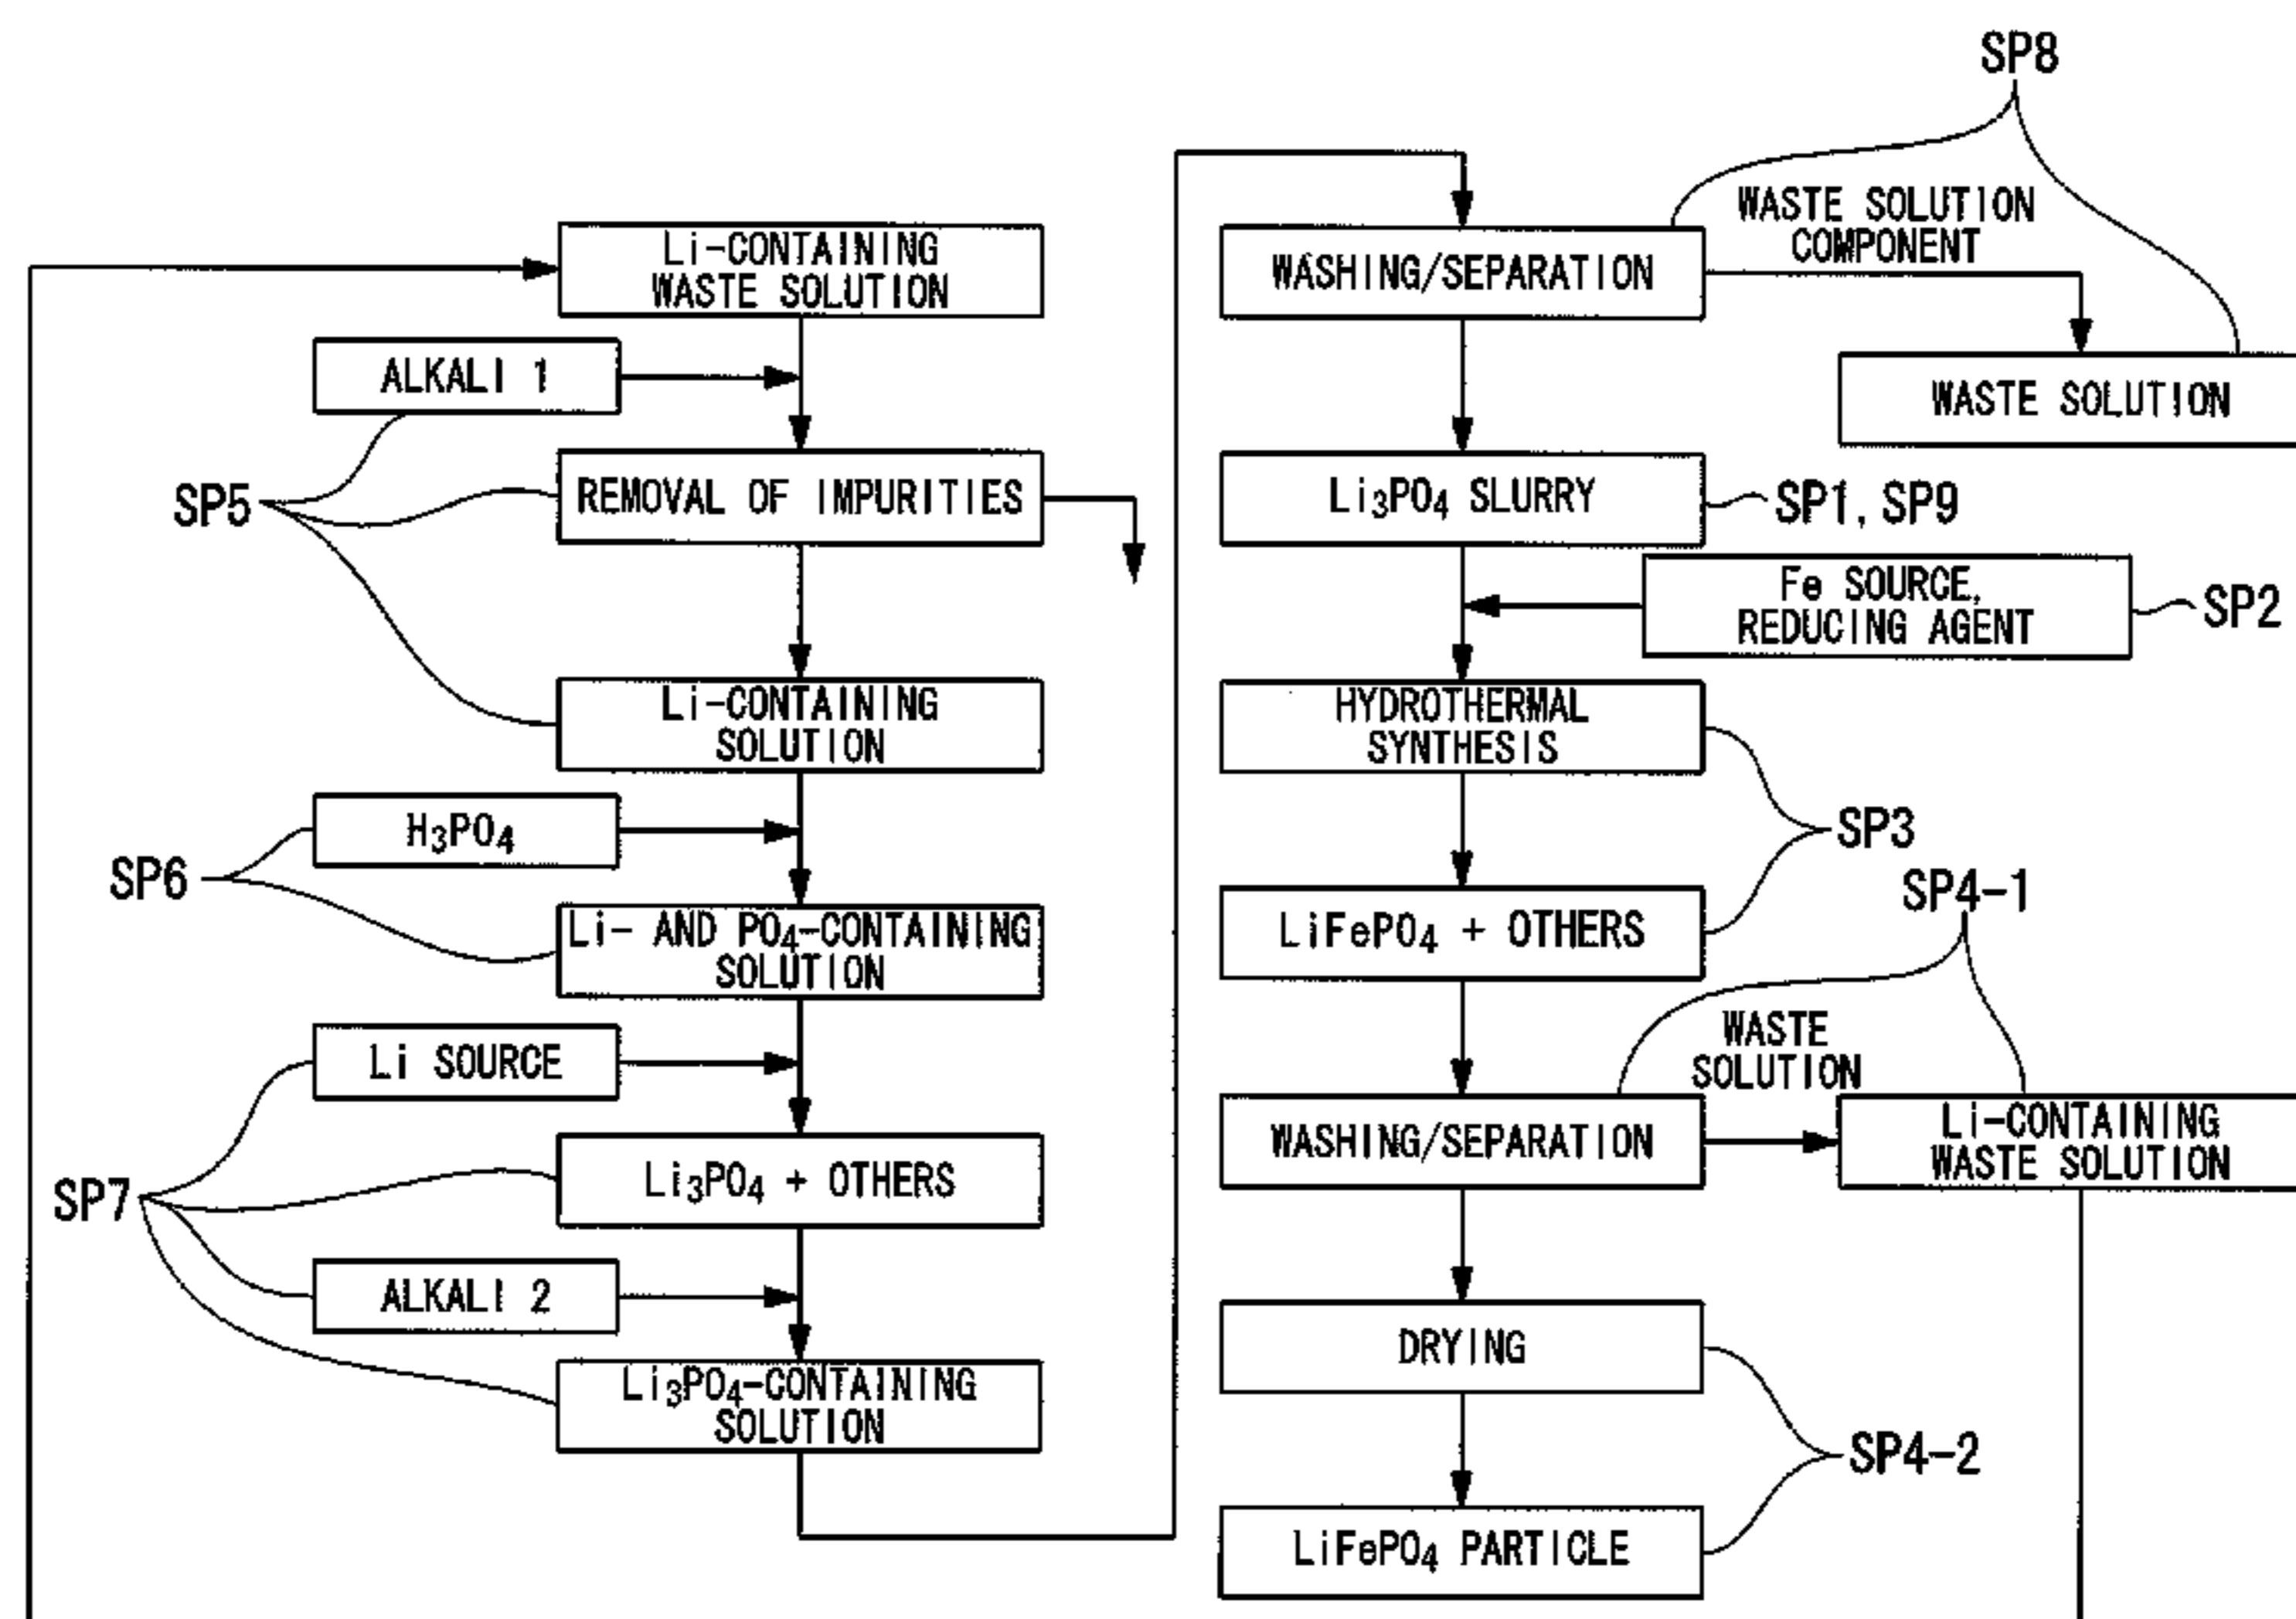 Li-CONTAINING
WASTE SOLUTION
ALKALI 1
SP5
REMOVAL OF IMPURITIES
Li-CONTAINING
SOLUTION
H₃PO₄
SP6
Li- AND PO₄-CONTAINING
SOLUTION
Li SOURCE
SP7
Li₃PO₄ + OTHERS
ALKALI 2
Li₃PO₄-CONTAINING
SOLUTION
SP8
WASHING/SEPARATION
WASTE SOLUTION
COMPONENT
WASTE SOLUTION
Li₃PO₄ SLURRY
SP1, SP9
Fe SOURCE,
REDUCING AGENT
SP2
HYDROTHERMAL
SYNTHESIS
SP3
LiFePO₄ + OTHERS
SP4-1
WASTE
SOLUTION
WASHING/SEPARATION
Li-CONTAINING
WASTE SOLUTION
DRYING
SP4-2
LiFePO₄ PARTICLE